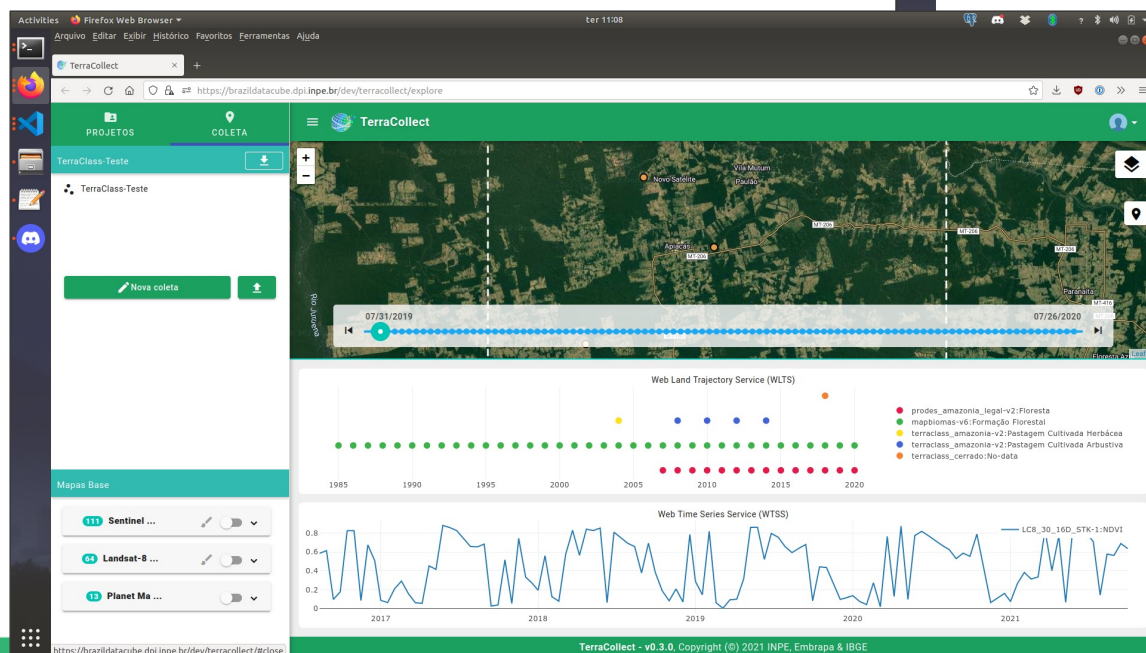 Activities Firefox Web Browser ter 11:08
Arquivo Editar Exibir Histórico Favoritos Ferramentas Ajuda
TerraCollect
https://brazildatacube.dpi.inpe.br/dev/terracollect/explore
PROJETOS COLETA
TerraCollect
TerraClass-Teste
TerraClass-Teste
Nova coleta
Vila Mutum
Novo Satelite
Paulão
MT-206
MT-206
MT-206
Apiacás
MT-206
Paranaíta
MT-416
Rio Juruena
07/31/2019 07/26/2020
Floresta Az
Leaf
Web Land Trajectory Service (WLTS)
prodes_amazonia_legal-v2:Floresta
mapbiomas-v6:Formação Florestal
terraclass_amazonia-v2:Pastagem Cultivada Herbácea
terraclass_amazonia-v2:Pastagem Cultivada Arbustiva
terraclass_cerrado:No-data
1985 1990 1995 2000 2005 2010 2015 2020
Mapas Base
111 Sentinel ...
64 Landsat-8 ...
13 Planet Ma ...
Web Time Series Service (WTSS)
LC8_30_16D_STK-1:NDVI
0.8
0.6
0.4
0.2
0
2017 2018 2019 2020 2021
https://brazildatacube.dpi.inpe.br/dev/terracollect/#close
TerraCollect - v0.3.0, Copyright (©) 2021 INPE, Embrapa & IBGE